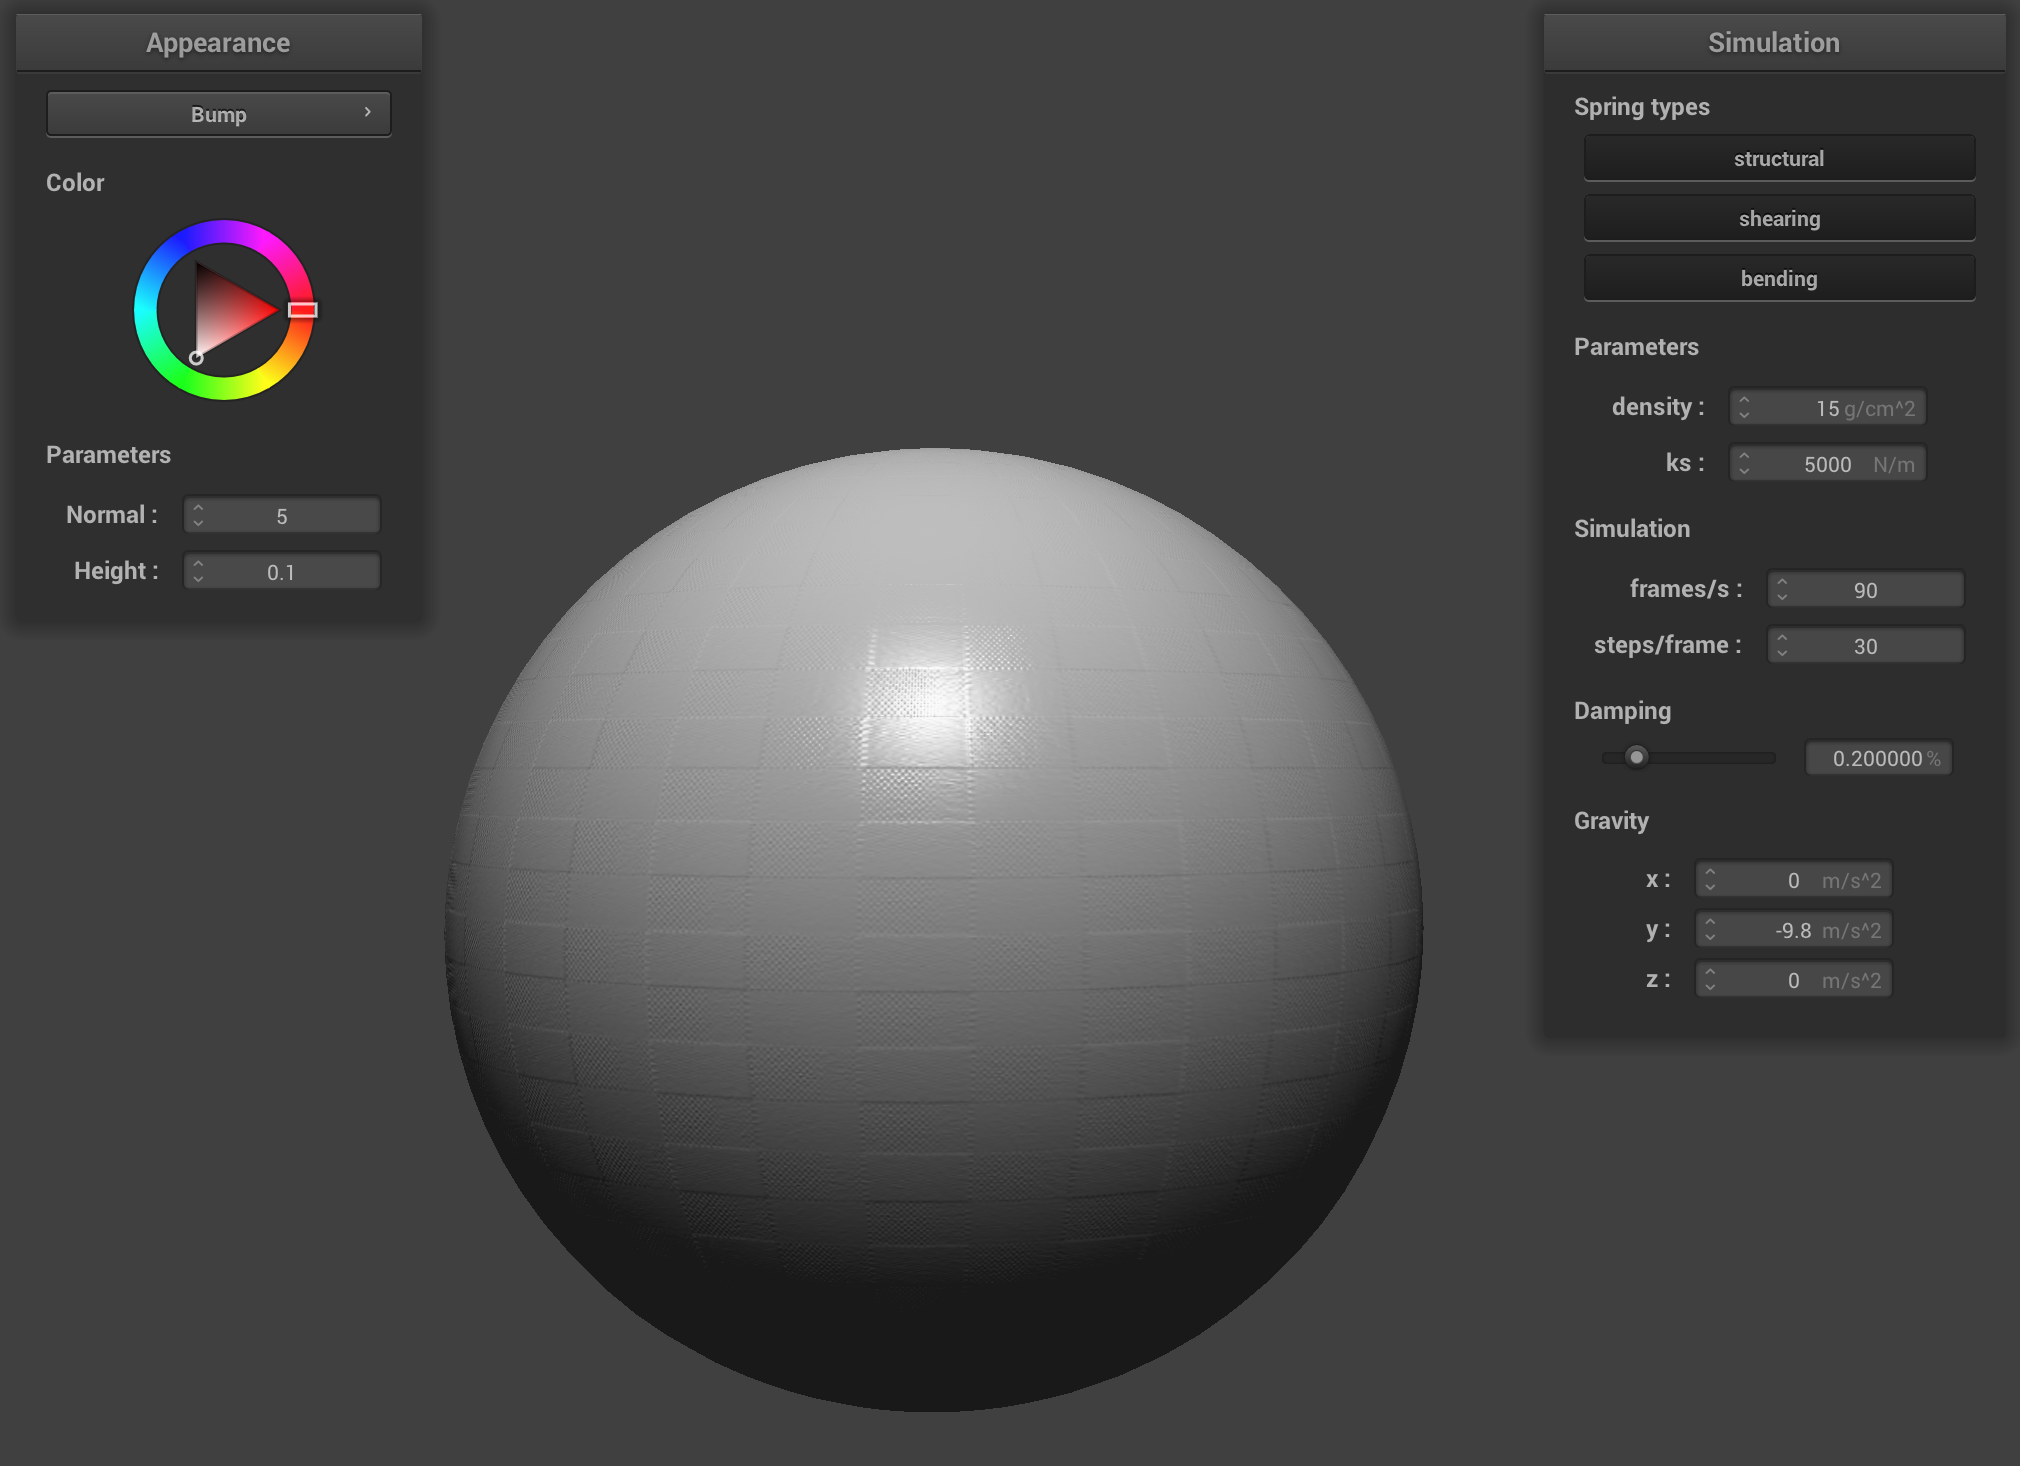 Appearance
Bump
Color
Parameters
Normal : 5
Height : 0.1
Simulation
Spring types
structural
shearing
bending
Parameters
density : 15 g/cm^2
ks : 5000 N/m
Simulation
frames/s : 90
steps/frame : 30
Damping
0.200000 %
Gravity
x : 0 m/s^2
y : -9.8 m/s^2
z : 0 m/s^2